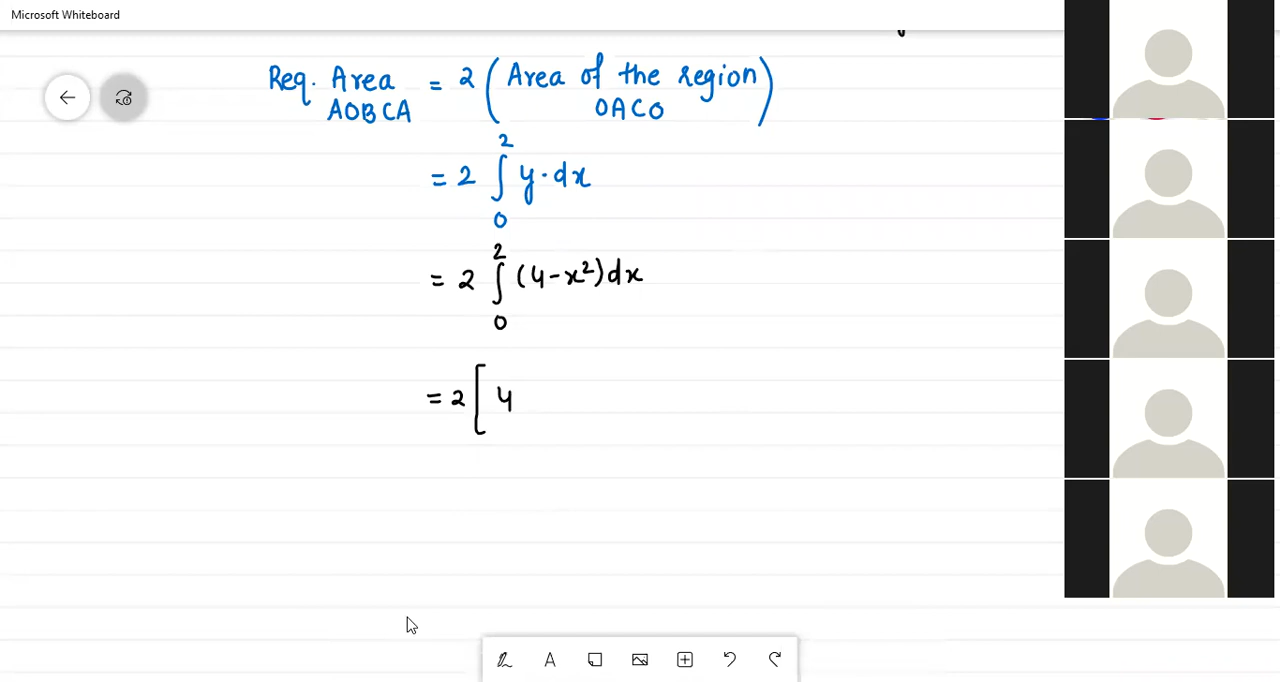 Microsoft Whiteboard
Req. Area = 2 ( Area of the region )
AOBCA OACO
= 2 ∫₀² y · dx
= 2 ∫₀² (4 - x²) dx
= 2 [ 4